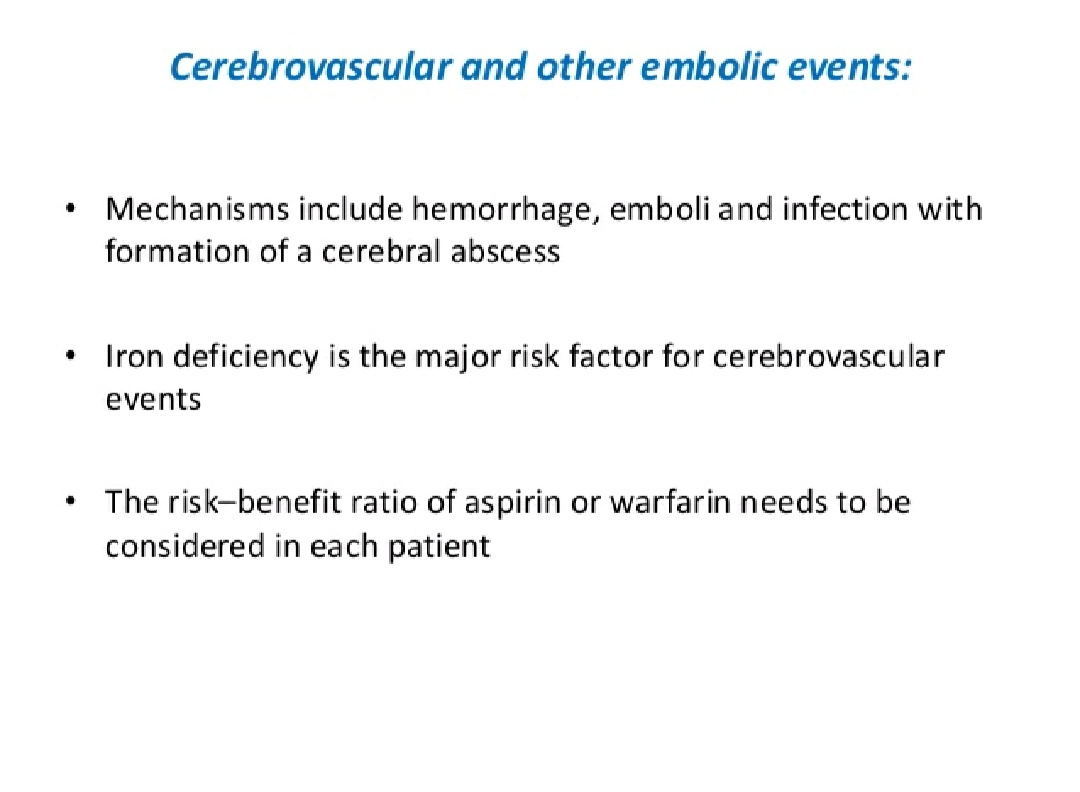 Cerebrovascular and other embolic events:
• Mechanisms include hemorrhage, emboli and infection with
formation of a cerebral abscess
• Iron deficiency is the major risk factor for cerebrovascular
events
• The risk–benefit ratio of aspirin or warfarin needs to be
considered in each patient